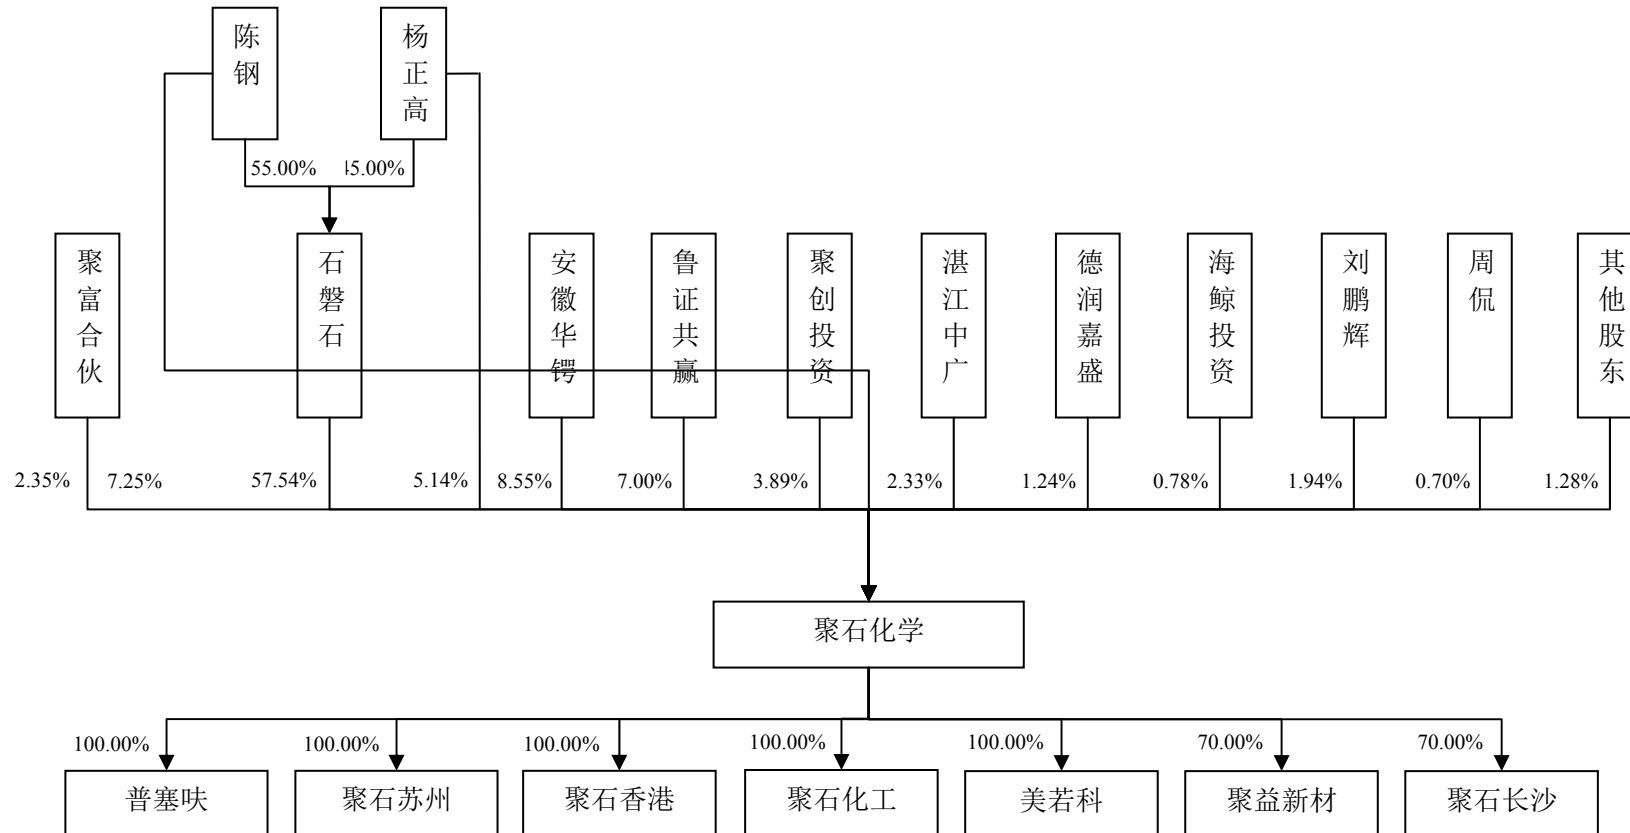 陈钢
杨正高
55.00%
45.00%
聚富合伙
石磐石
安徽华锷
鲁证共赢
聚创投资
湛江中广
德润嘉盛
海鲸投资
刘鹏辉
周侃
其他股东
2.35%
7.25%
57.54%
5.14%
8.55%
7.00%
3.89%
2.33%
1.24%
0.78%
1.94%
0.70%
1.28%
聚石化学
100.00%
100.00%
100.00%
100.00%
100.00%
70.00%
70.00%
普塞呋
聚石苏州
聚石香港
聚石化工
美若科
聚益新材
聚石长沙